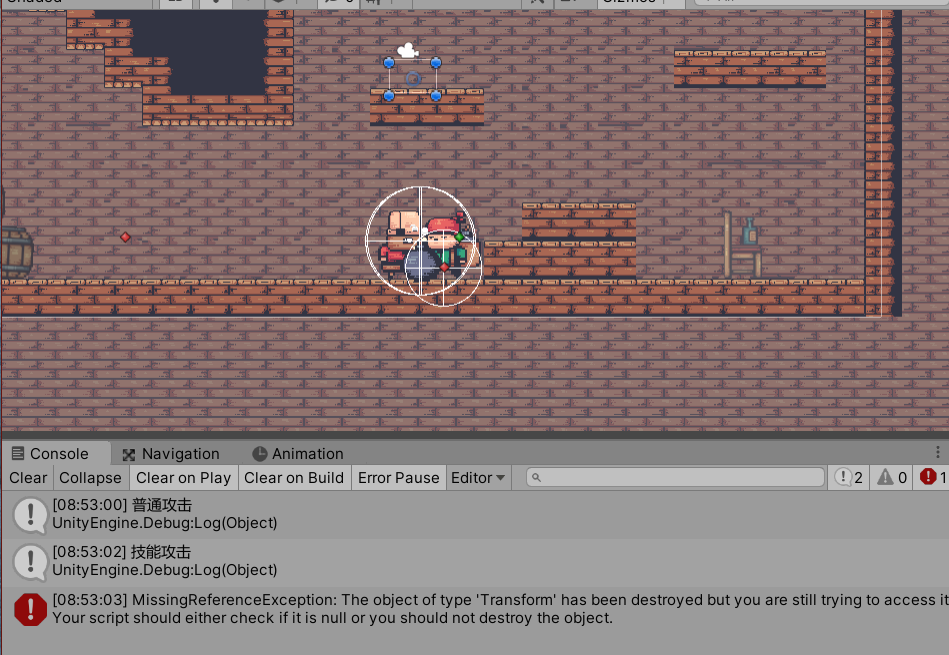 Shaded
Gizmos
Console
Navigation
Animation
Clear
Collapse
Clear on Play
Clear on Build
Error Pause
Editor
2
0
1
[08:53:00] 普通攻击
UnityEngine.Debug:Log(Object)
[08:53:02] 技能攻击
UnityEngine.Debug:Log(Object)
[08:53:03] MissingReferenceException: The object of type 'Transform' has been destroyed but you are still trying to access it
Your script should either check if it is null or you should not destroy the object.